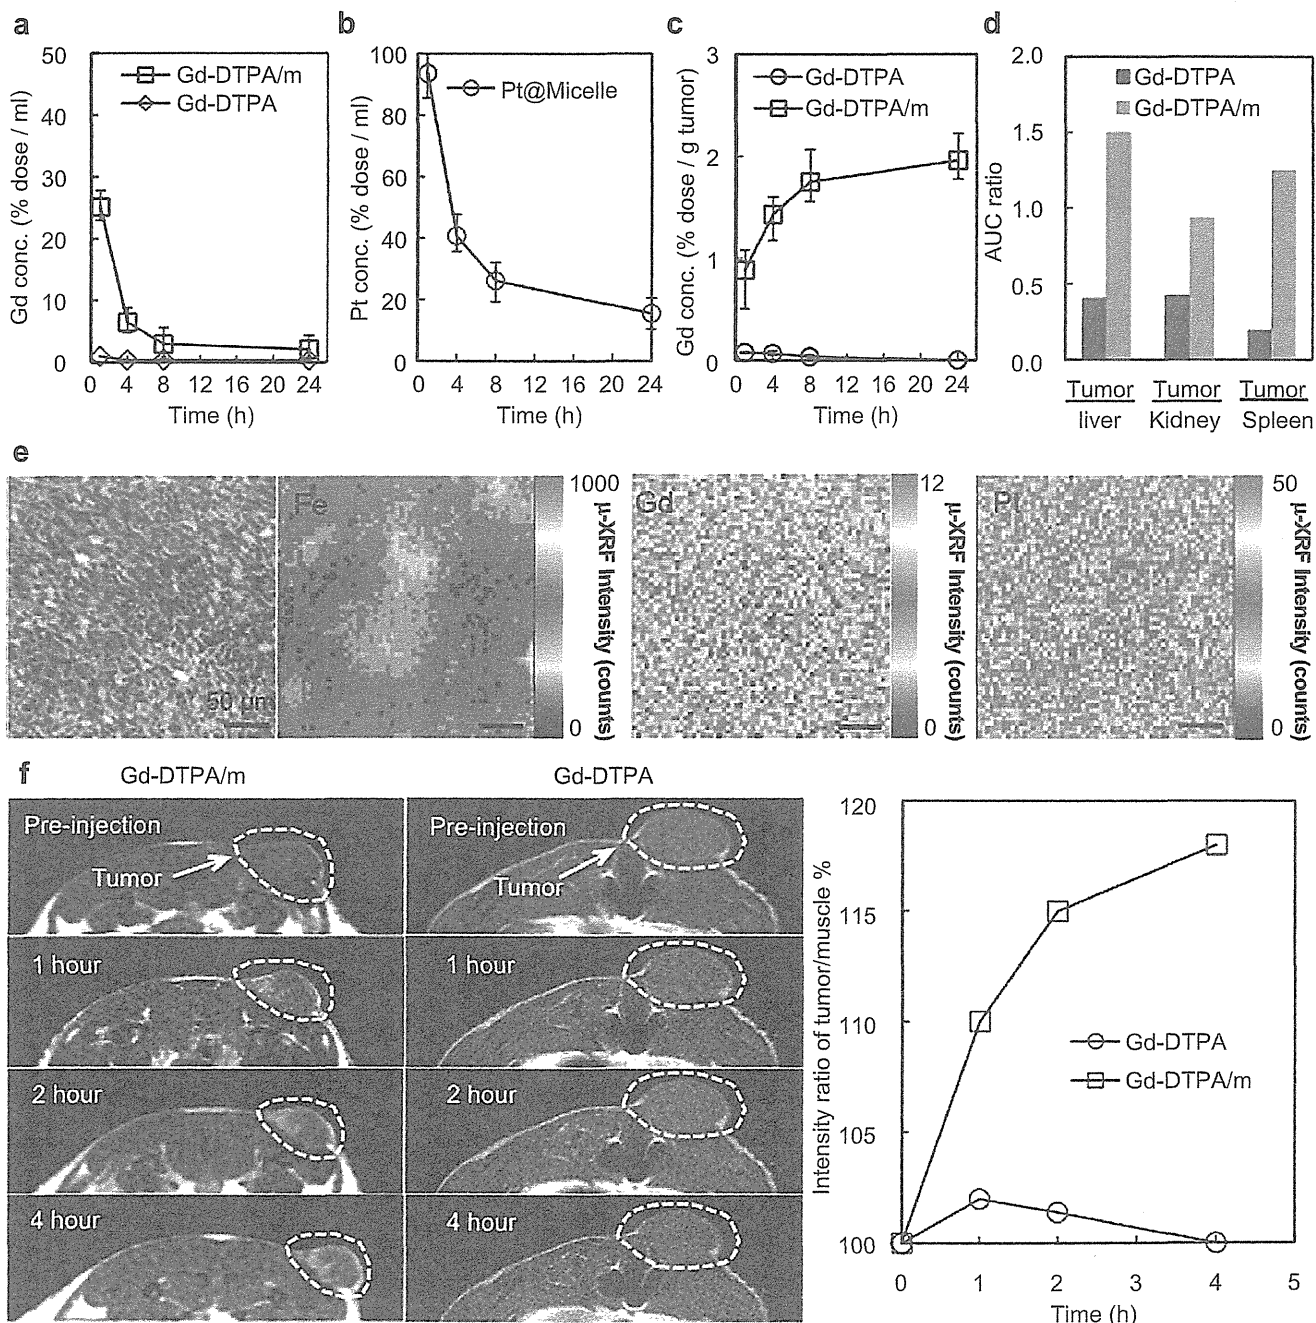 a
50
40
30
20
10
0
Gd conc. (% dose / ml)
Gd-DTPA/m
Gd-DTPA
0 4 8 12 16 20 24
Time (h)
b
100
80
60
40
20
0
Pt conc. (% dose / ml)
Pt@Micelle
0 4 8 12 16 20 24
Time (h)
c
3
2
1
0
Gd conc. (% dose / g tumor)
Gd-DTPA
Gd-DTPA/m
0 4 8 12 16 20 24
Time (h)
d
2.0
1.5
1.0
0.5
0.0
AUC ratio
Gd-DTPA
Gd-DTPA/m
Tumor Tumor Tumor
liver Kidney Spleen
e
50 μm
Fe
1000
0
μ-XRF Intensity (counts)
Gd
12
0
μ-XRF Intensity (counts)
Pt
50
0
μ-XRF Intensity (counts)
f
Gd-DTPA/m
Gd-DTPA
Pre-injection
Tumor
Pre-injection
Tumor
1 hour
1 hour
2 hour
2 hour
4 hour
4 hour
120
115
110
105
100
Intensity ratio of tumor/muscle %
Gd-DTPA
Gd-DTPA/m
0 1 2 3 4 5
Time (h)